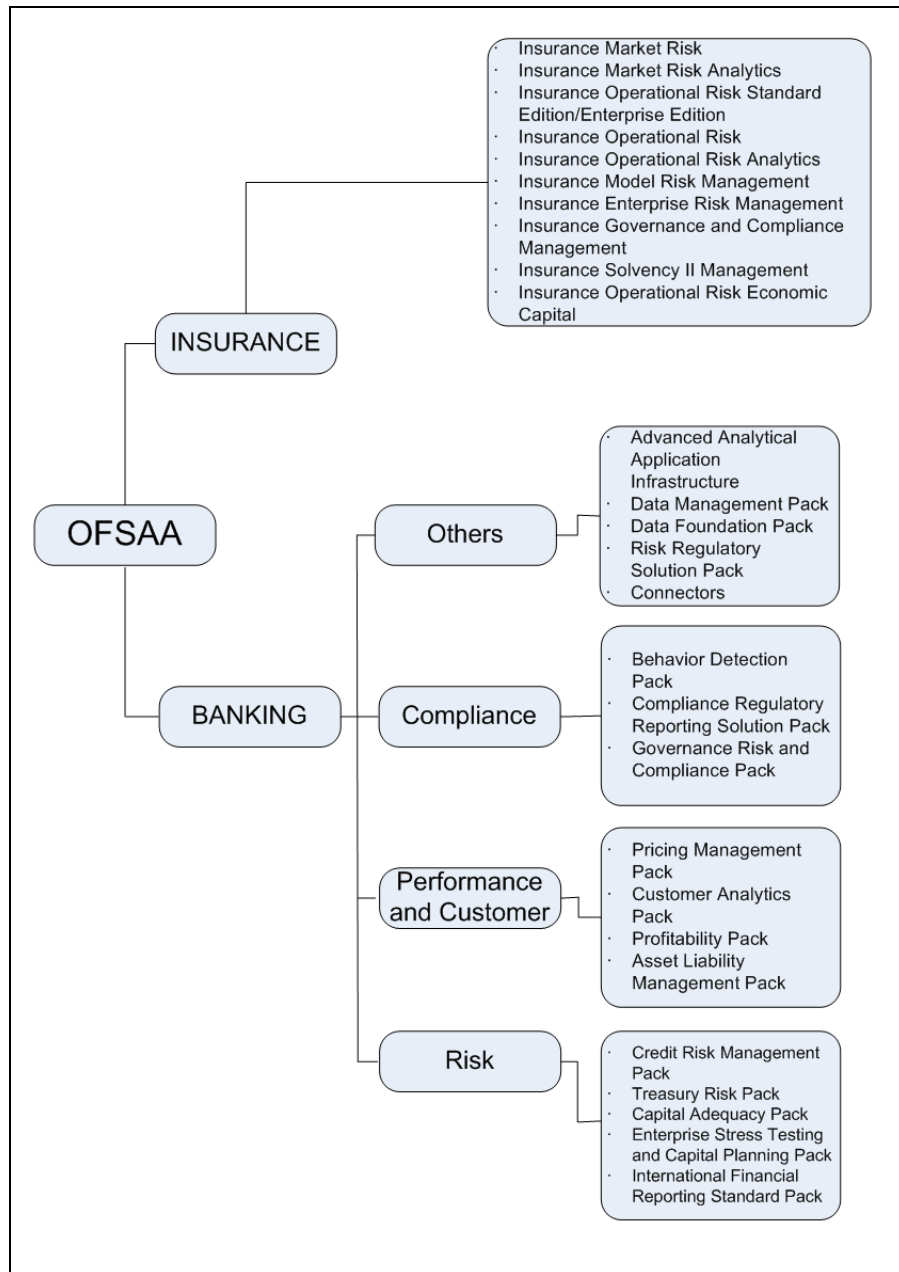 · Insurance Market Risk
· Insurance Market Risk Analytics
· Insurance Operational Risk Standard
Edition/Enterprise Edition
· Insurance Operational Risk
· Insurance Operational Risk Analytics
· Insurance Model Risk Management
· Insurance Enterprise Risk Management
· Insurance Governance and Compliance
Management
· Insurance Solvency II Management
· Insurance Operational Risk Economic
Capital
INSURANCE
OFSAA
BANKING
Others
· Advanced Analytical
Application
Infrastructure
· Data Management Pack
· Data Foundation Pack
· Risk Regulatory
Solution Pack
· Connectors
Compliance
· Behavior Detection
Pack
· Compliance Regulatory
Reporting Solution Pack
· Governance Risk and
Compliance Pack
Performance
and Customer
· Pricing Management
Pack
· Customer Analytics
Pack
· Profitability Pack
· Asset Liability
Management Pack
Risk
· Credit Risk Management
Pack
· Treasury Risk Pack
· Capital Adequacy Pack
· Enterprise Stress Testing
and Capital Planning Pack
· International Financial
Reporting Standard Pack